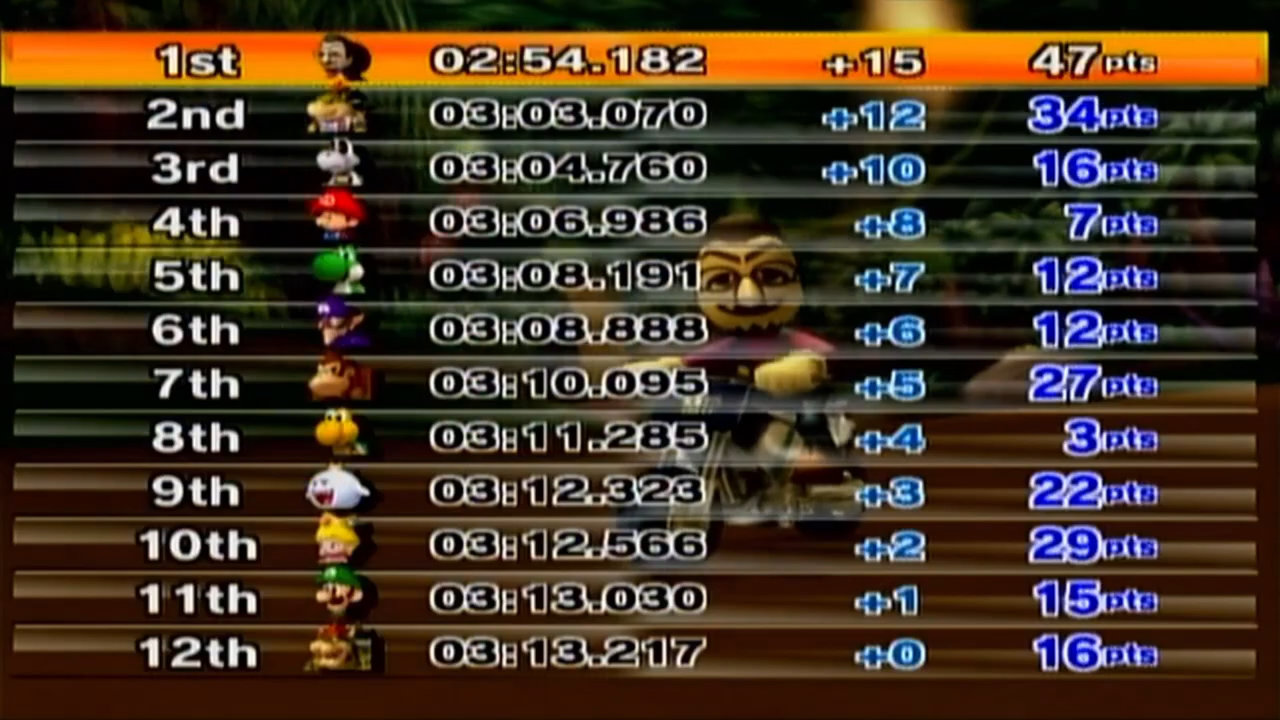 1st 02:54.182 +15 47pts
2nd 03:03.070 +12 34pts
3rd 03:04.760 +10 16pts
4th 03:06.986 +8 7pts
5th 03:08.191 +7 12pts
6th 03:08.888 +6 12pts
7th 03:10.095 +5 27pts
8th 03:11.285 +4 3pts
9th 03:12.323 +3 22pts
10th 03:12.566 +2 29pts
11th 03:13.030 +1 15pts
12th 03:13.217 +0 16pts